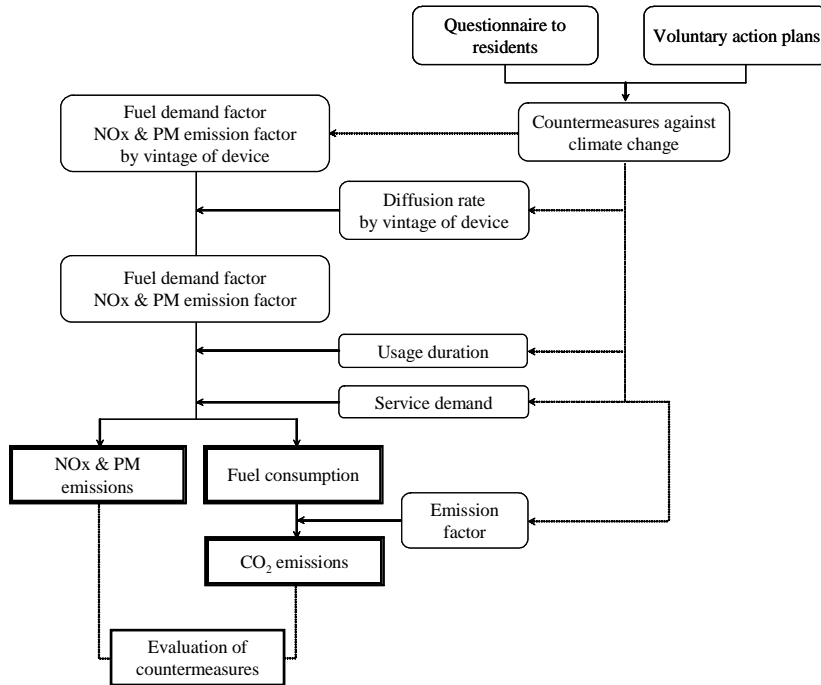 Questionnaire to
residents
Voluntary action plans
Fuel demand factor
NOx & PM emission factor
by vintage of device
Countermeasures against
climate change
Diffusion rate
by vintage of device
Fuel demand factor
NOx & PM emission factor
Usage duration
Service demand
NOx & PM
emissions
Fuel consumption
Emission
factor
CO₂ emissions
Evaluation of
countermeasures